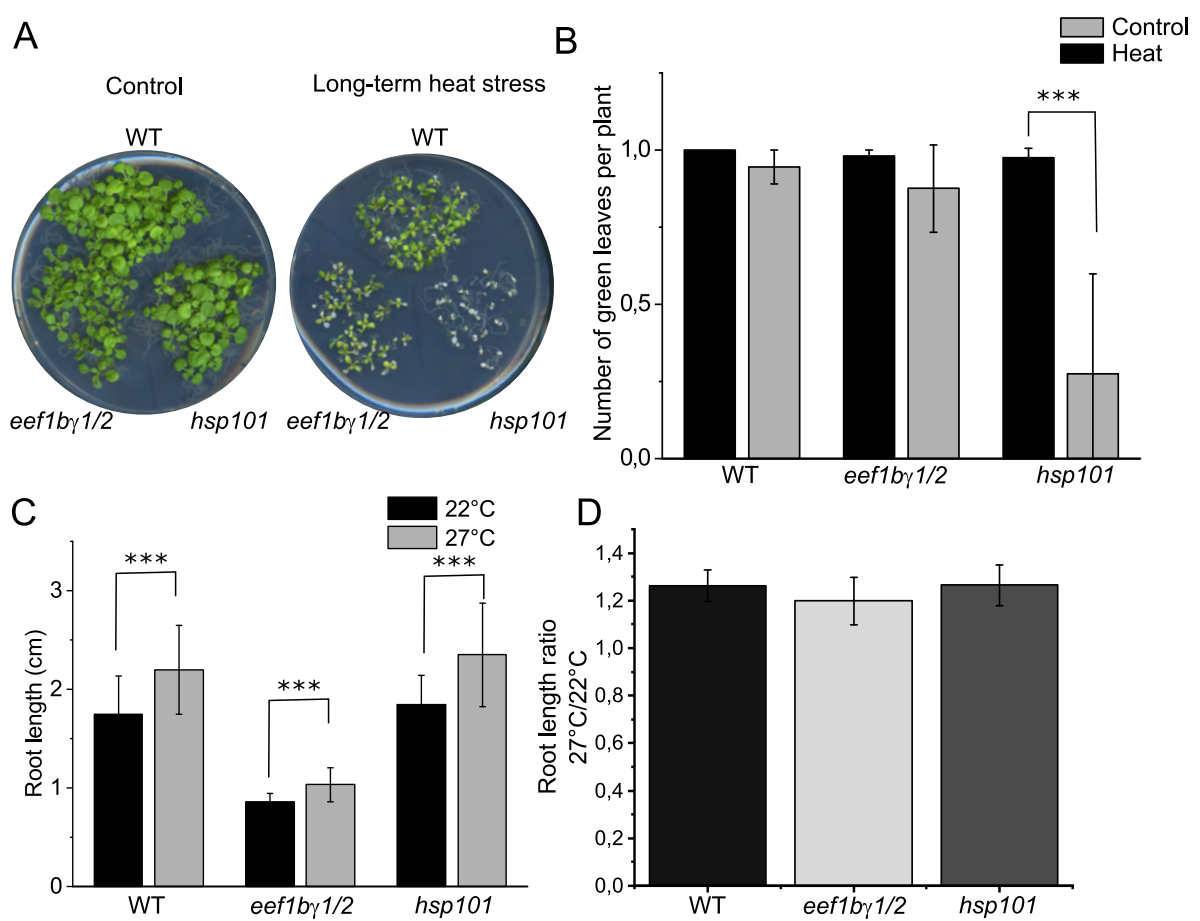 A
Control
Long-term heat stress
WT
WT
eef1bγ1/2
hsp101
eef1bγ1/2
hsp101
B
Control
Heat
Number of green leaves per plant
1,0
0,5
0,0
***
WT
eef1bγ1/2
hsp101
C
22°C
27°C
Root length (cm)
3
2
1
0
***
***
***
WT
eef1bγ1/2
hsp101
D
Root length ratio
27°C/22°C
1,4
1,2
1,0
0,8
0,6
0,4
0,2
0,0
WT
eef1bγ1/2
hsp101